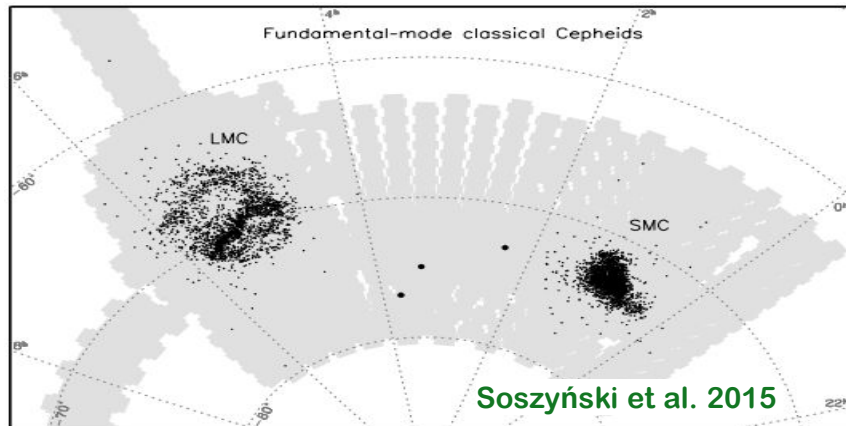 4ʰ
2ʰ
Fundamental-mode classical Cepheids
6ʰ
LMC
-60°
0ʰ
SMC
8ʰ
-70°
-80°
22ʰ
Soszyński et al. 2015